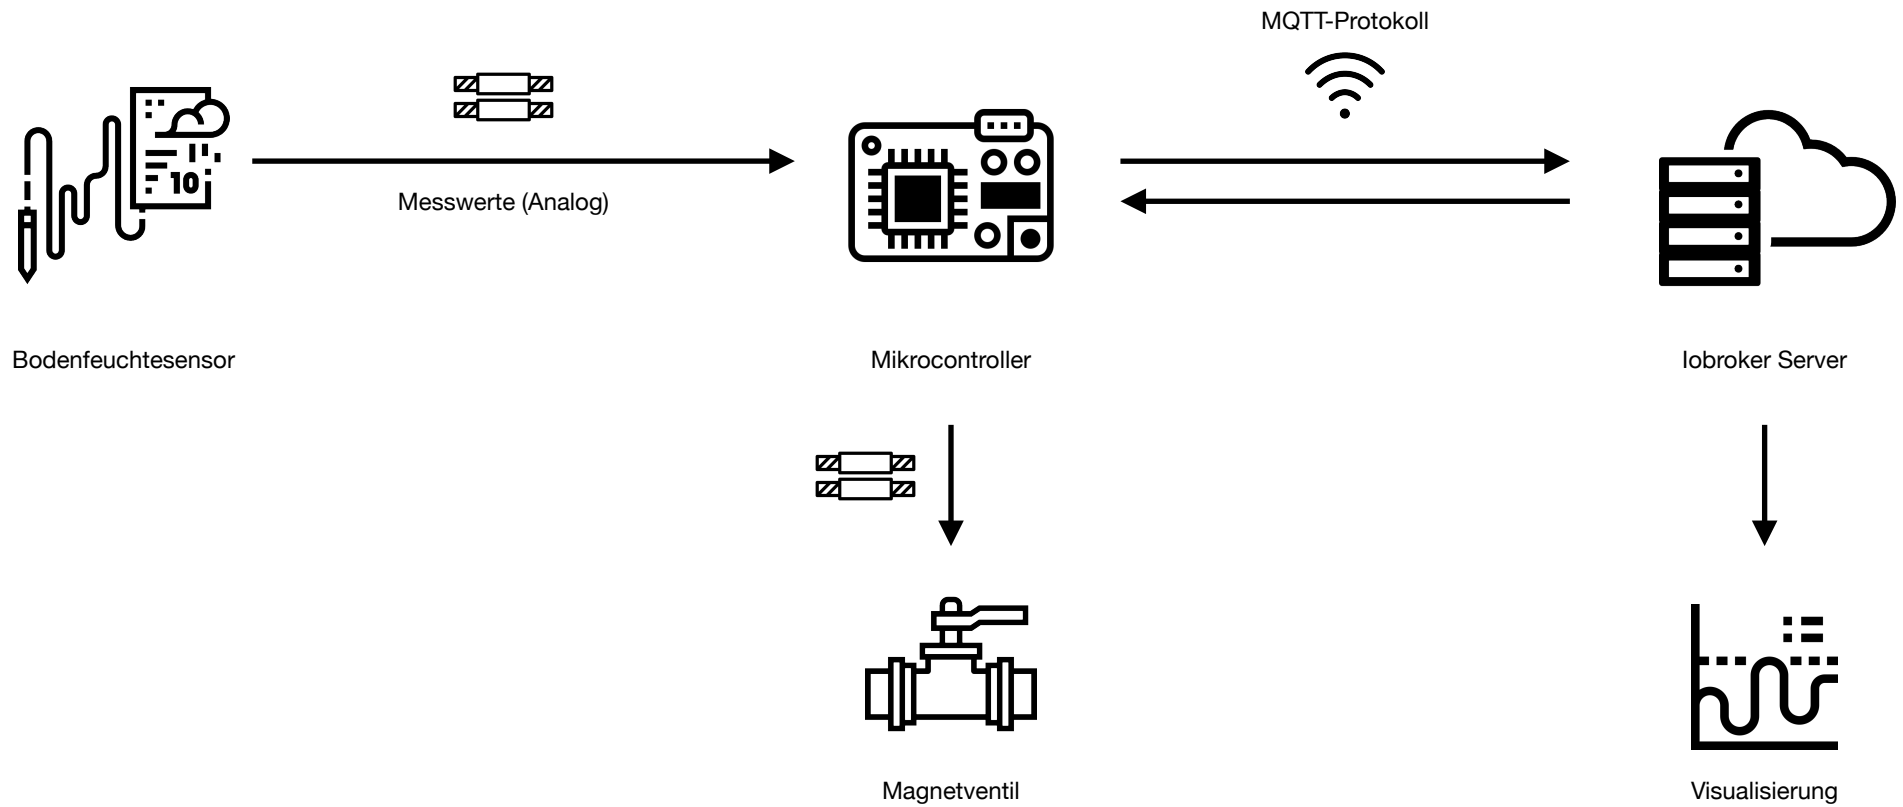 MQTT-Protokoll
10
Messwerte (Analog)
Bodenfeuchtesensor
Mikrocontroller
Iobroker Server
Magnetventil
Visualisierung